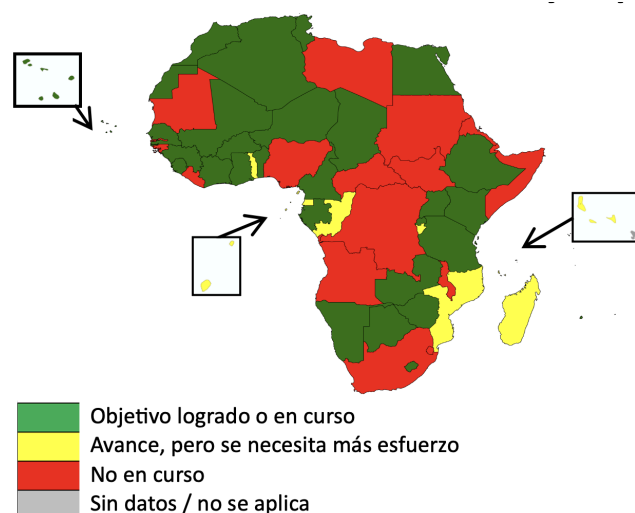 Objetivo logrado o en curso
Avance, pero se necesita más esfuerzo
No en curso
Sin datos / no se aplica